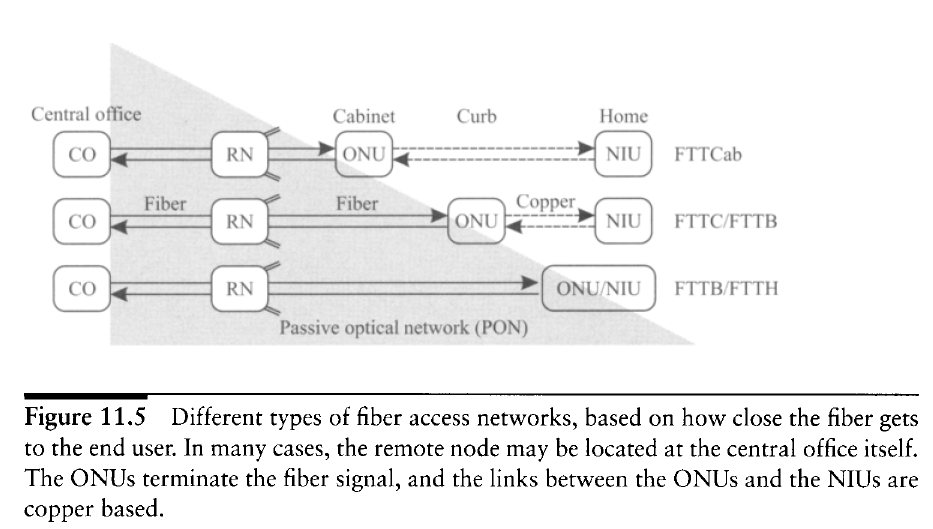 Central office Cabinet Curb Home
CO RN ONU NIU FTTCab
Fiber Fiber Copper
CO RN ONU NIU FTTC/FTTB
CO RN ONU/NIU FTTB/FTTH
Passive optical network (PON)
Figure 11.5 Different types of fiber access networks, based on how close the fiber gets
to the end user. In many cases, the remote node may be located at the central office itself.
The ONUs terminate the fiber signal, and the links between the ONUs and the NIUs are
copper based.